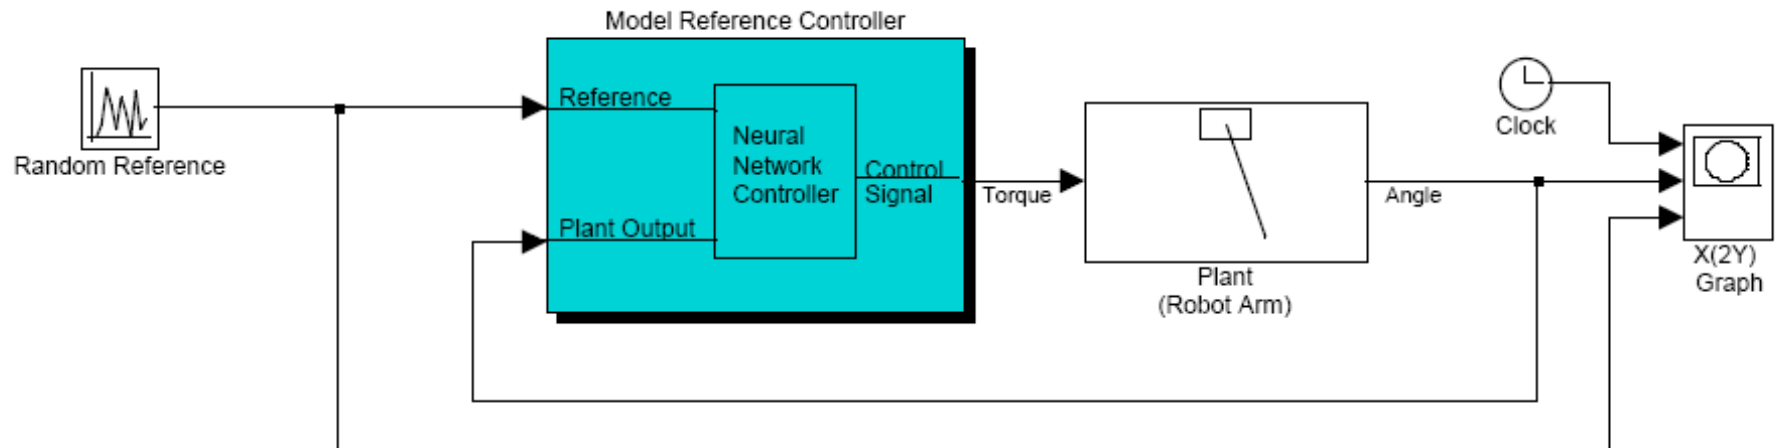 Model Reference Controller
Random Reference
Reference
Neural
Network
Controller
Plant Output
Control
Signal
Torque
Plant
(Robot Arm)
Angle
Clock
X(2Y)
Graph